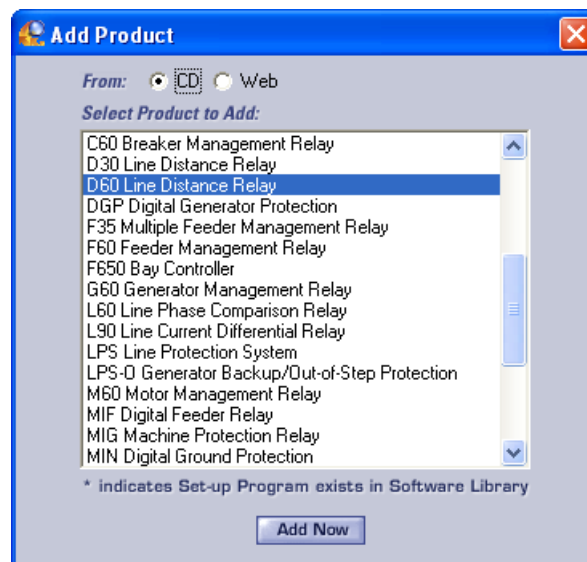 Add Product
From: CD Web
Select Product to Add:
C60 Breaker Management Relay
D30 Line Distance Relay
D60 Line Distance Relay
DGP Digital Generator Protection
F35 Multiple Feeder Management Relay
F60 Feeder Management Relay
F650 Bay Controller
G60 Generator Management Relay
L60 Line Phase Comparison Relay
L90 Line Current Differential Relay
LPS Line Protection System
LPS-O Generator Backup/Out-of-Step Protection
M60 Motor Management Relay
MIF Digital Feeder Relay
MIG Machine Protection Relay
MIN Digital Ground Protection
* indicates Set-up Program exists in Software Library
Add Now